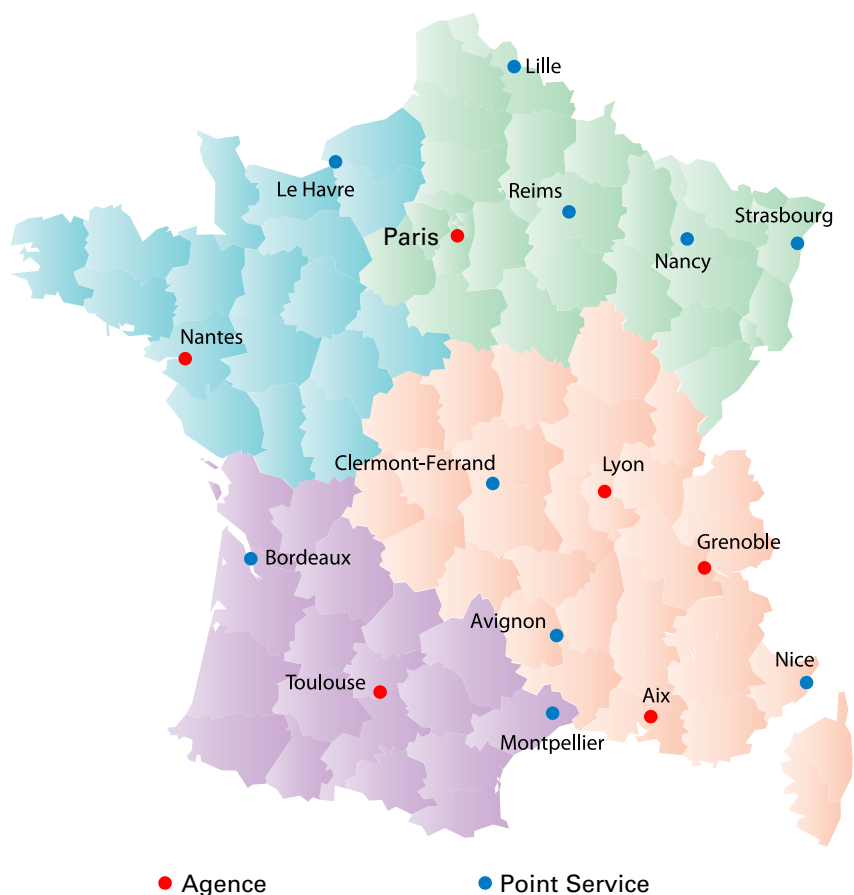 Lille
Le Havre
Reims
Strasbourg
Paris
Nancy
Nantes
Clermont-Ferrand
Lyon
Grenoble
Bordeaux
Avignon
Nice
Toulouse
Aix
Montpellier
Agence
Point Service